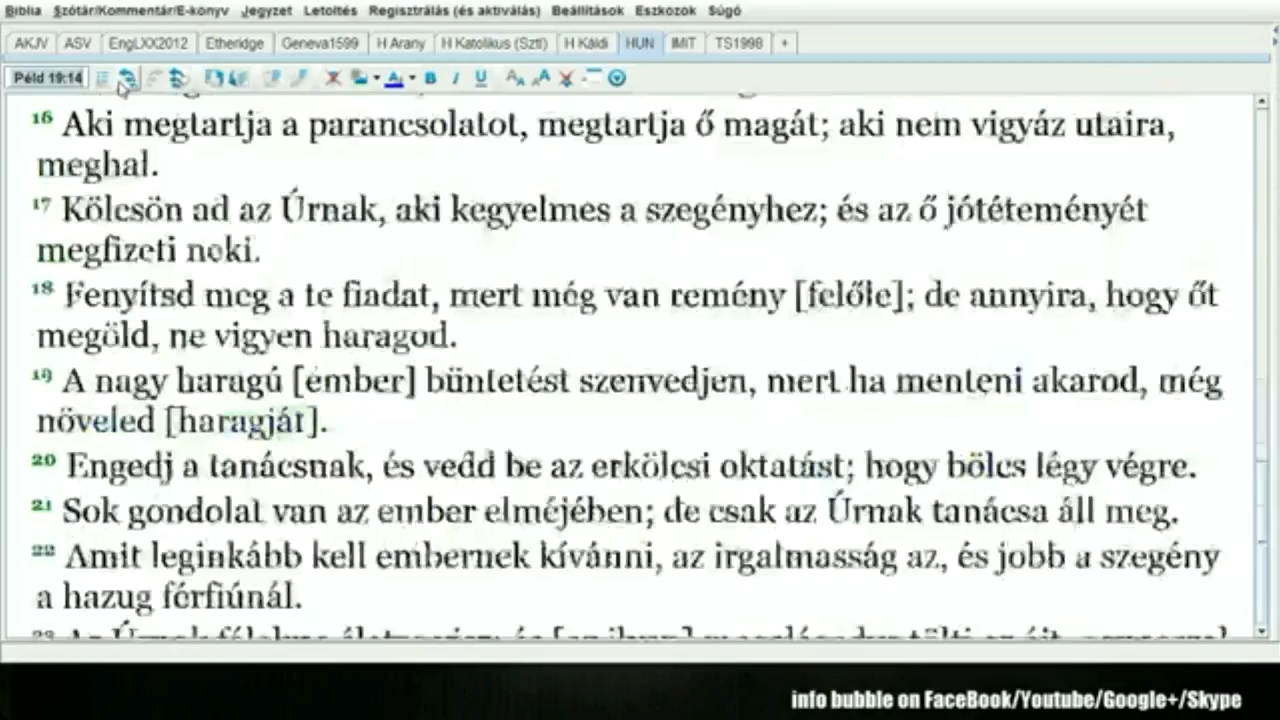 Biblia Szótár/Kommentár/E-könyv Jegyzet Letoltés Regisztrálás (és aktiválás) Beállítások Eszkozok Súgó
AKJV ASV EngLXX2012 Etheridge Geneva1599 H Arany H Katolikus (SztI) H Káldi HUN IMIT TS1998 +
Péld 19:14
16 Aki megtartja a parancsolatot, megtartja ő magát; aki nem vigyáz utaira,
meghal.
17 Kölcsön ad az Úrnak, aki kegyelmes a szegényhez; és az ő jótéteményét
megfizeti neki.
18 Fenyítsd meg a te fiadat, mert még van remény [felőle]; de annyira, hogy őt
megöld, ne vigyen haragod.
19 A nagy haragú [ember] büntetést szenvedjen, mert ha menteni akarod, még
növeled [haragját].
20 Engedj a tanácsnak, és vedd be az erkölcsi oktatást; hogy bölcs légy végre.
21 Sok gondolat van az ember elméjében; de csak az Úrnak tanácsa áll meg.
22 Amit leginkább kell embernek kívánni, az irgalmasság az, és jobb a szegény
a hazug férfiúnál.
info bubble on FaceBook/Youtube/Google+/Skype